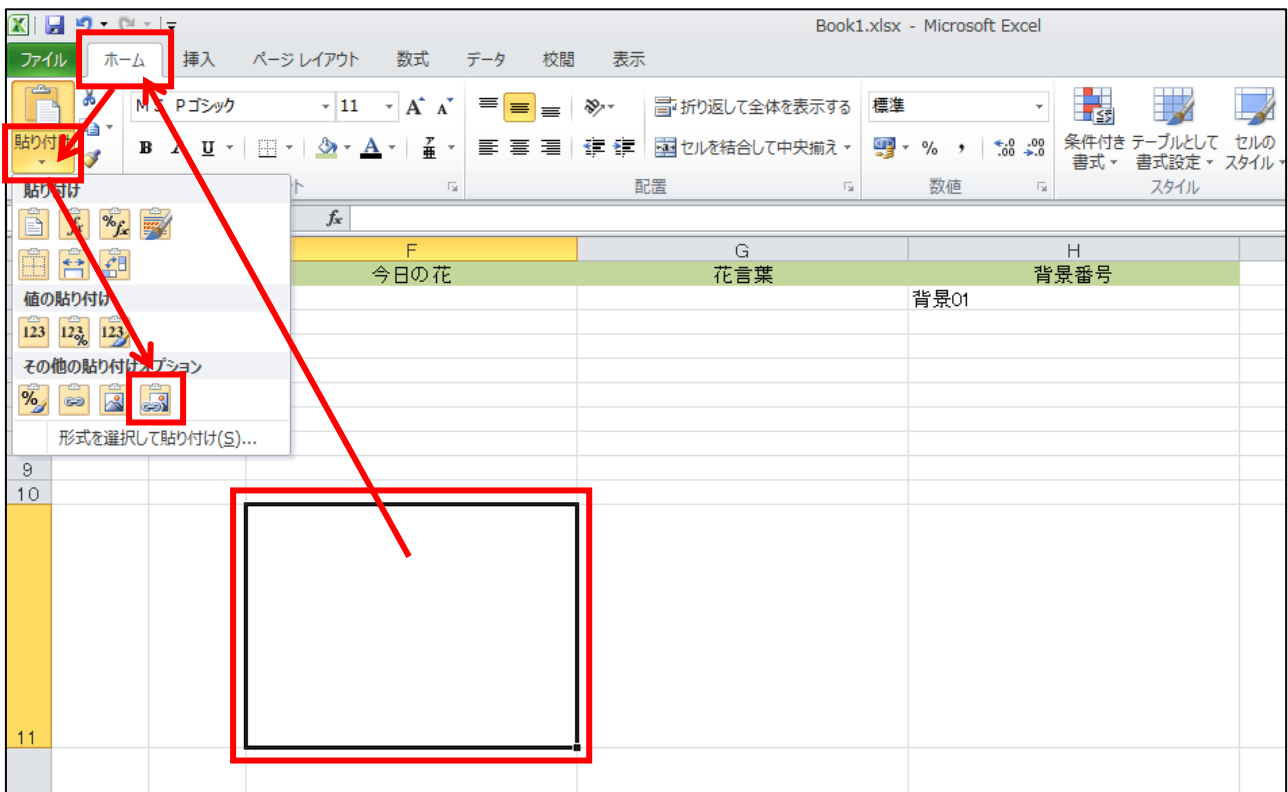 Book1.xlsx - Microsoft Excel
ファイル ホーム 挿入 ページ レイアウト 数式 データ 校閲 表示
ＭＳ Ｐゴシック 11 折り返して全体を表示する 標準
貼り付け B I U セルを結合して中央揃え % , 条件付き書式 テーブルとして書式設定 セルのスタイル
配置 数値 スタイル
貼り付け
fx
F G H
今日の花 花言葉 背景番号
背景01
値の貼り付け
123 123 123
その他の貼り付けオプション
形式を選択して貼り付け(S)...
9
10
11